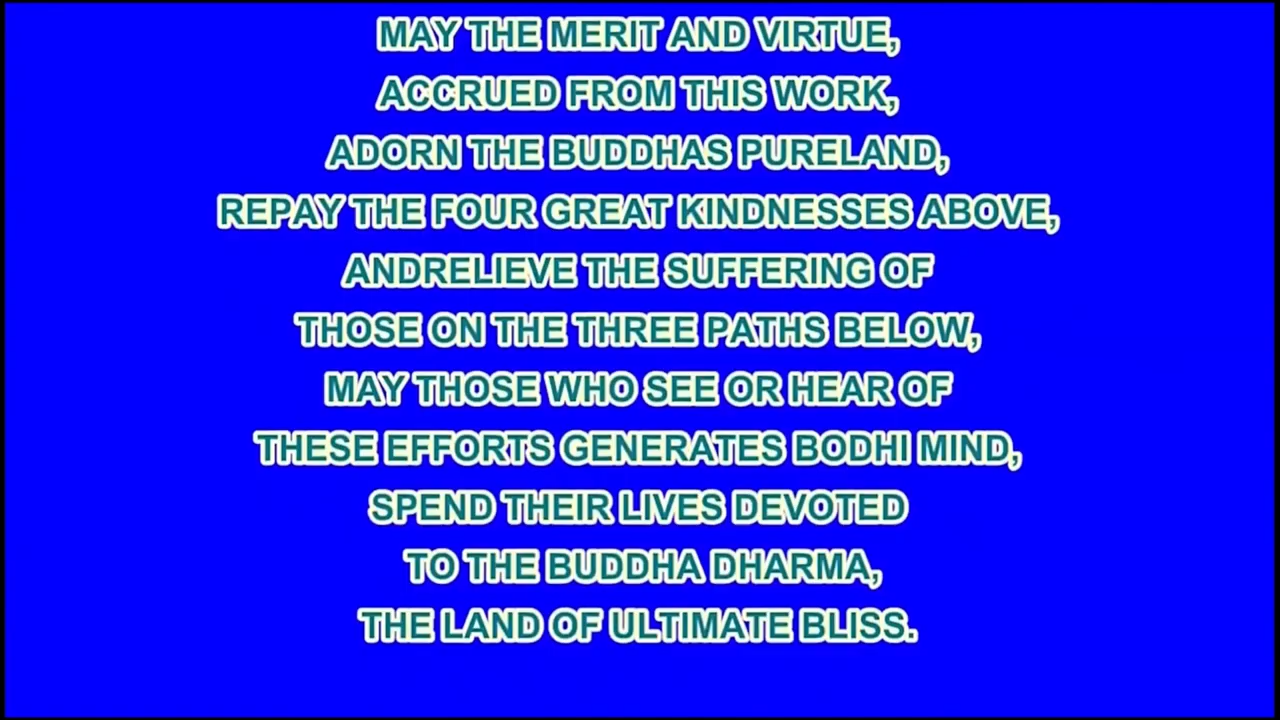 MAY THE MERIT AND VIRTUE,
ACCRUED FROM THIS WORK,
ADORN THE BUDDHAS PURELAND,
REPAY THE FOUR GREAT KINDNESSES ABOVE,
ANDRELIEVE THE SUFFERING OF
THOSE ON THE THREE PATHS BELOW,
MAY THOSE WHO SEE OR HEAR OF
THESE EFFORTS GENERATES BODHI MIND,
SPEND THEIR LIVES DEVOTED
TO THE BUDDHA DHARMA,
THE LAND OF ULTIMATE BLISS.